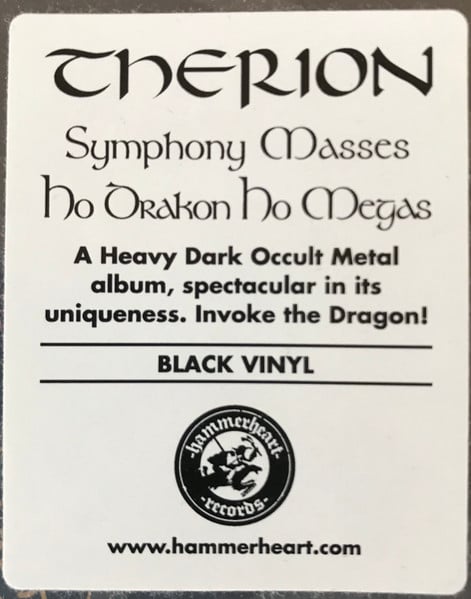 THERION
Symphony Masses
Ho Drakon Ho Megas
A Heavy Dark Occult Metal
album, spectacular in its
uniqueness. Invoke the Dragon!
BLACK VINYL
-hammerheart-
-records-
www.hammerheart.com